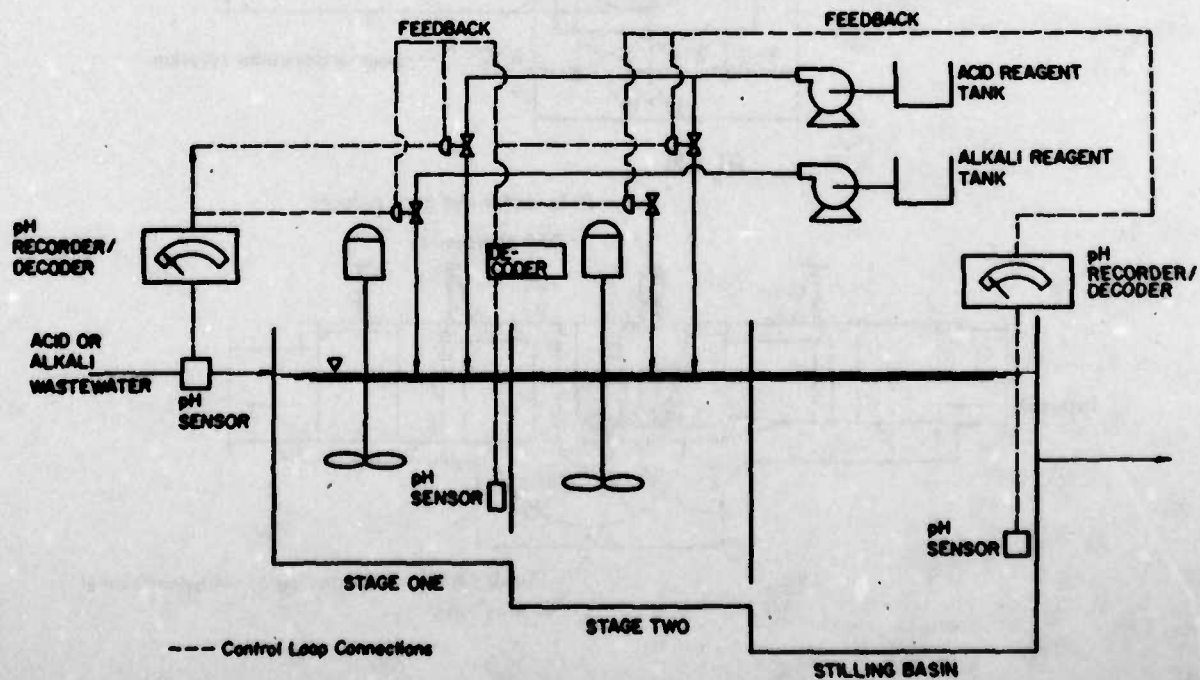 FEEDBACK
FEEDBACK
ACID REAGENT
TANK
ALKALI REAGENT
TANK
pH
RECORDER/
DECODER
DE-
CODER
pH
RECORDER/
DECODER
ACID OR
ALKALI
WASTEWATER
pH
SENSOR
pH
SENSOR
pH
SENSOR
STAGE ONE
STAGE TWO
STILLING BASIN
--- Control Loop Connections